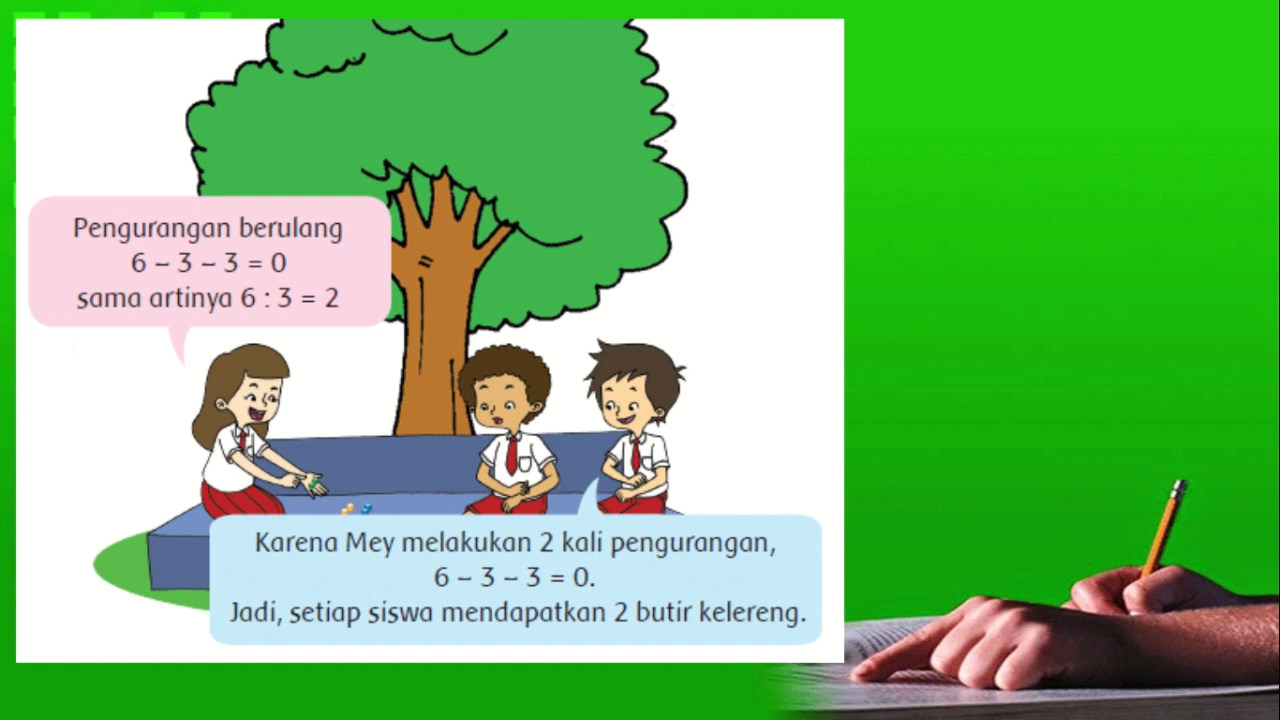 Pengurangan berulang
6 – 3 – 3 = 0
sama artinya 6 : 3 = 2
Karena Mey melakukan 2 kali pengurangan,
6 – 3 – 3 = 0.
Jadi, setiap siswa mendapatkan 2 butir kelereng.